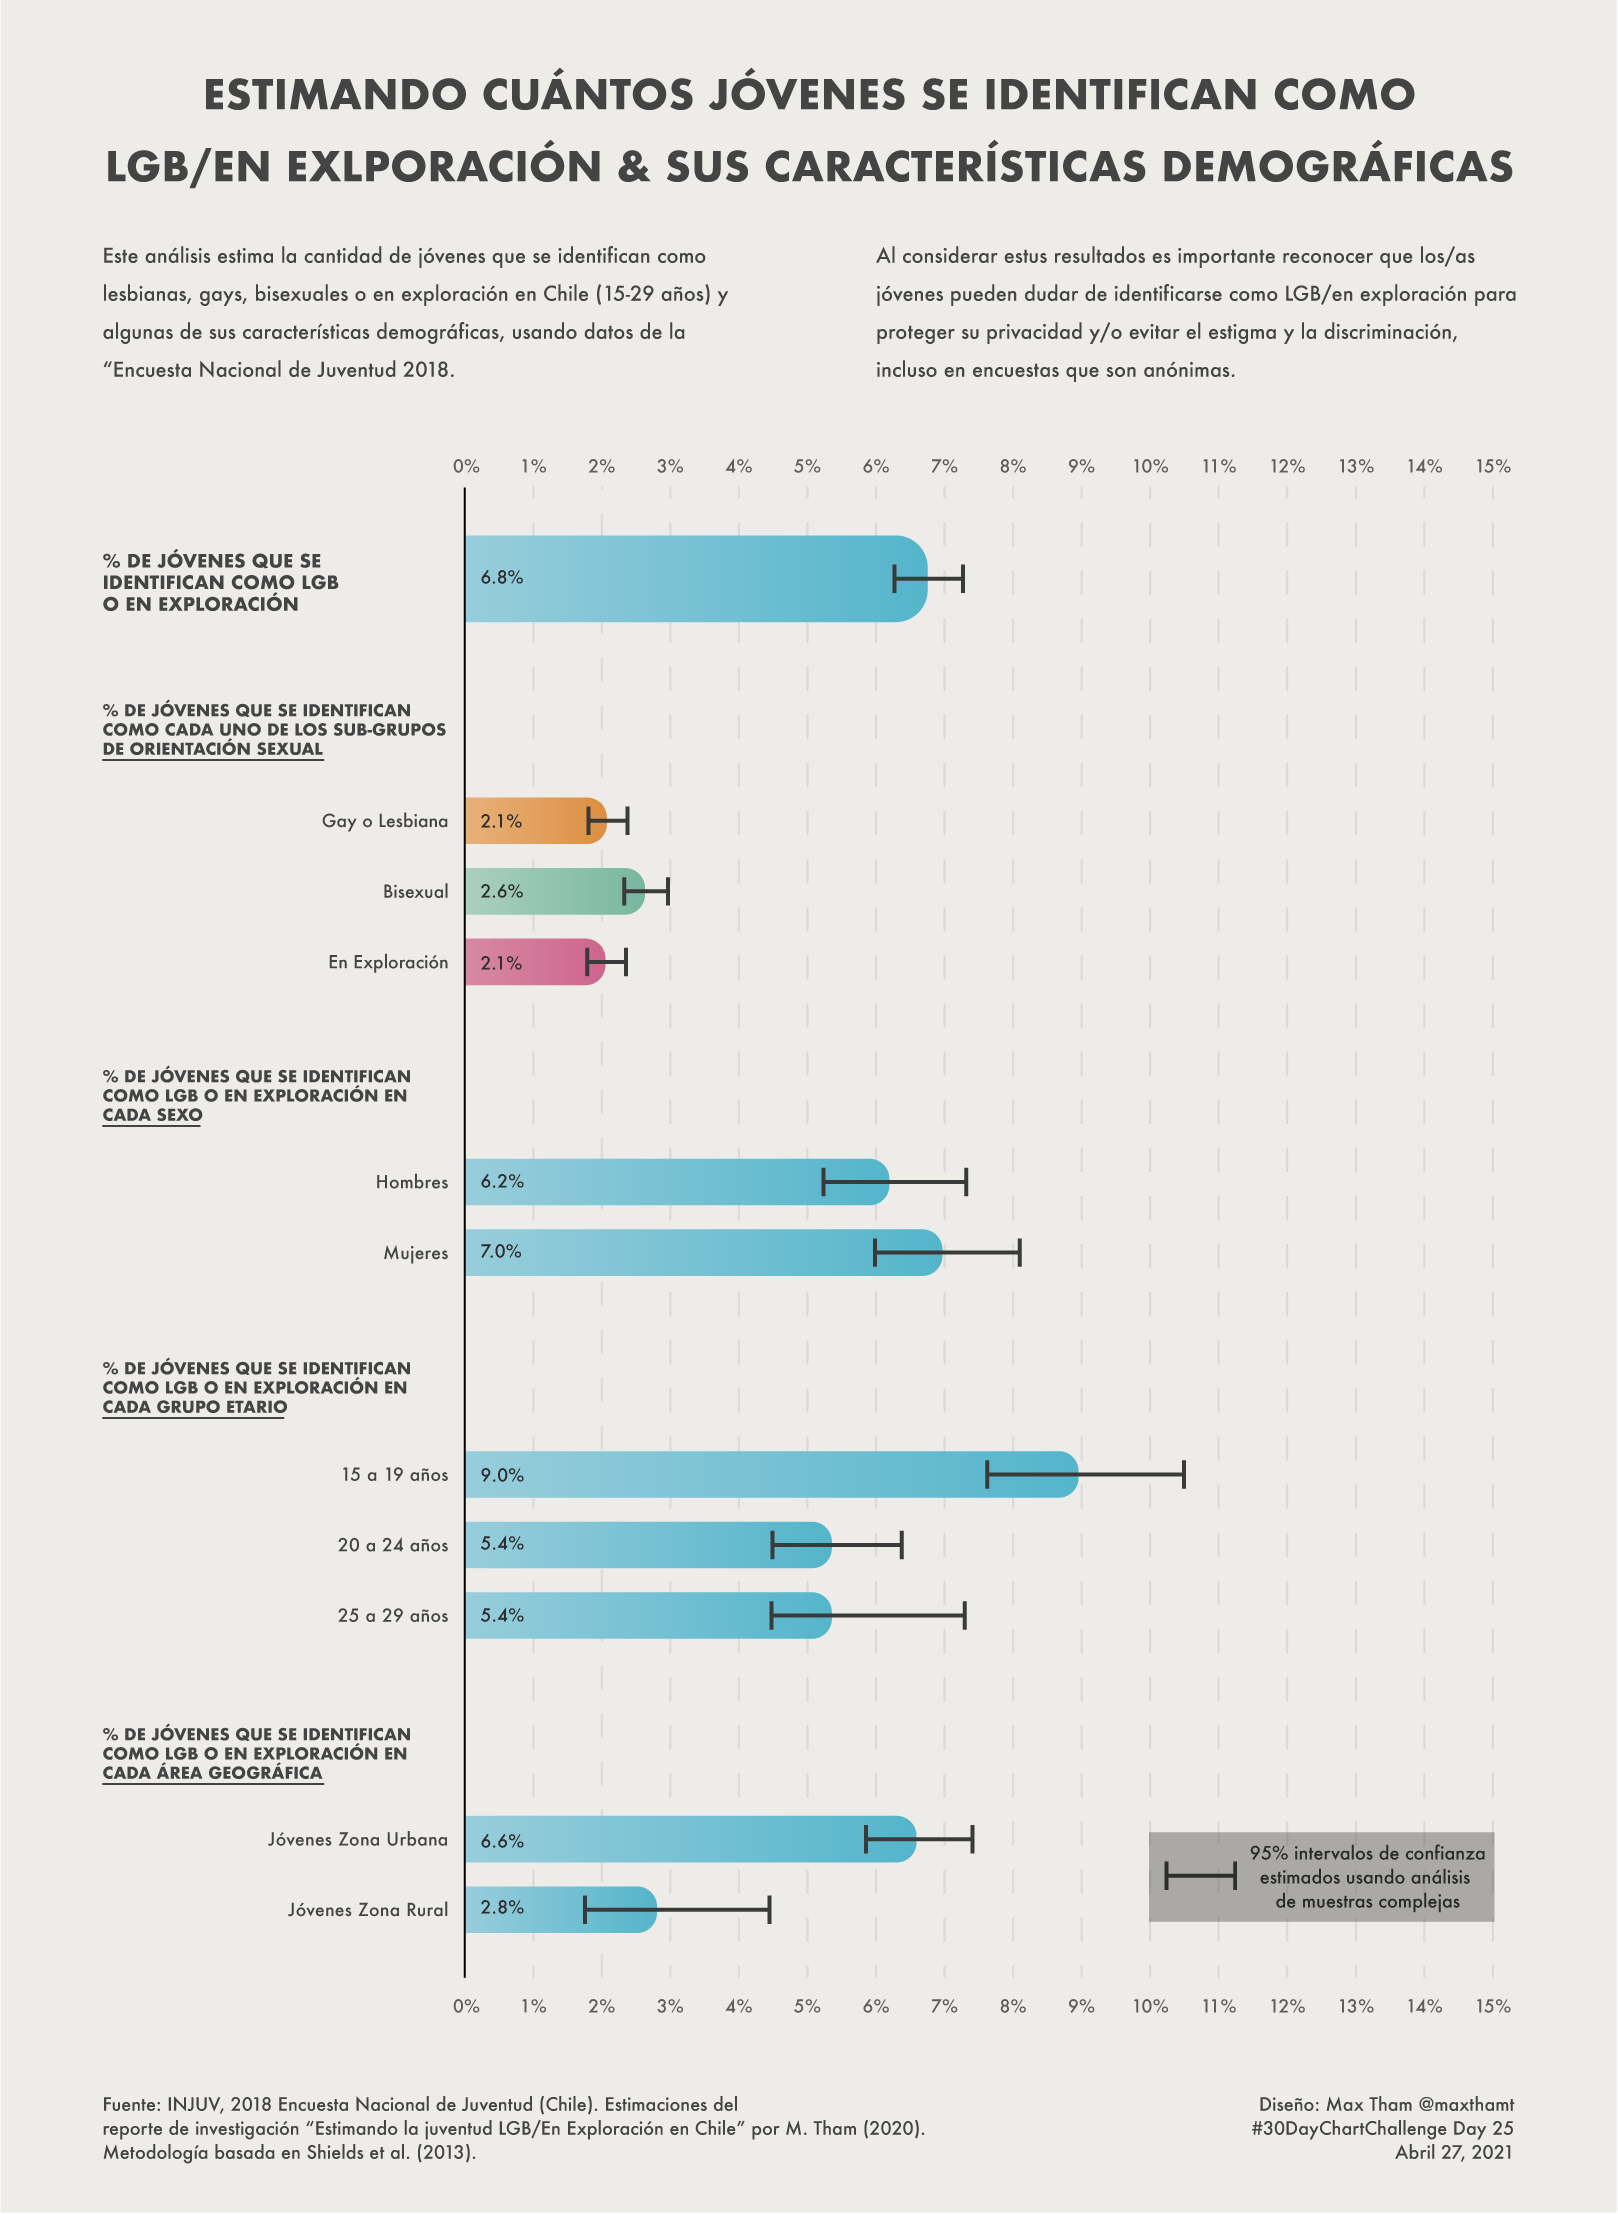 ESTIMANDO CUÁNTOS JÓVENES SE IDENTIFICAN COMO
LGB/EN EXLPORACIÓN & SUS CARACTERÍSTICAS DEMOGRÁFICAS
Este análisis estima la cantidad de jóvenes que se identifican como
lesbianas, gays, bisexuales o en exploración en Chile (15-29 años) y
algunas de sus características demográficas, usando datos de la
“Encuesta Nacional de Juventud 2018.
Al considerar estus resultados es importante reconocer que los/as
jóvenes pueden dudar de identificarse como LGB/en exploración para
proteger su privacidad y/o evitar el estigma y la discriminación,
incluso en encuestas que son anónimas.
0% 1% 2% 3% 4% 5% 6% 7% 8% 9% 10% 11% 12% 13% 14% 15%
% DE JÓVENES QUE SE
IDENTIFICAN COMO LGB
O EN EXPLORACIÓN
6.8%
% DE JÓVENES QUE SE IDENTIFICAN
COMO CADA UNO DE LOS SUB-GRUPOS
DE ORIENTACIÓN SEXUAL
Gay o Lesbiana 2.1%
Bisexual 2.6%
En Exploración 2.1%
% DE JÓVENES QUE SE IDENTIFICAN
COMO LGB O EN EXPLORACIÓN EN
CADA SEXO
Hombres 6.2%
Mujeres 7.0%
% DE JÓVENES QUE SE IDENTIFICAN
COMO LGB O EN EXPLORACIÓN EN
CADA GRUPO ETARIO
15 a 19 años 9.0%
20 a 24 años 5.4%
25 a 29 años 5.4%
% DE JÓVENES QUE SE IDENTIFICAN
COMO LGB O EN EXPLORACIÓN EN
CADA ÁREA GEOGRÁFICA
Jóvenes Zona Urbana 6.6%
Jóvenes Zona Rural 2.8%
95% intervalos de confianza
estimados usando análisis
de muestras complejas
0% 1% 2% 3% 4% 5% 6% 7% 8% 9% 10% 11% 12% 13% 14% 15%
Fuente: INJUV, 2018 Encuesta Nacional de Juventud (Chile). Estimaciones del
reporte de investigación “Estimando la juventud LGB/En Exploración en Chile” por M. Tham (2020).
Metodología basada en Shields et al. (2013).
Diseño: Max Tham @maxthamt
#30DayChartChallenge Day 25
Abril 27, 2021